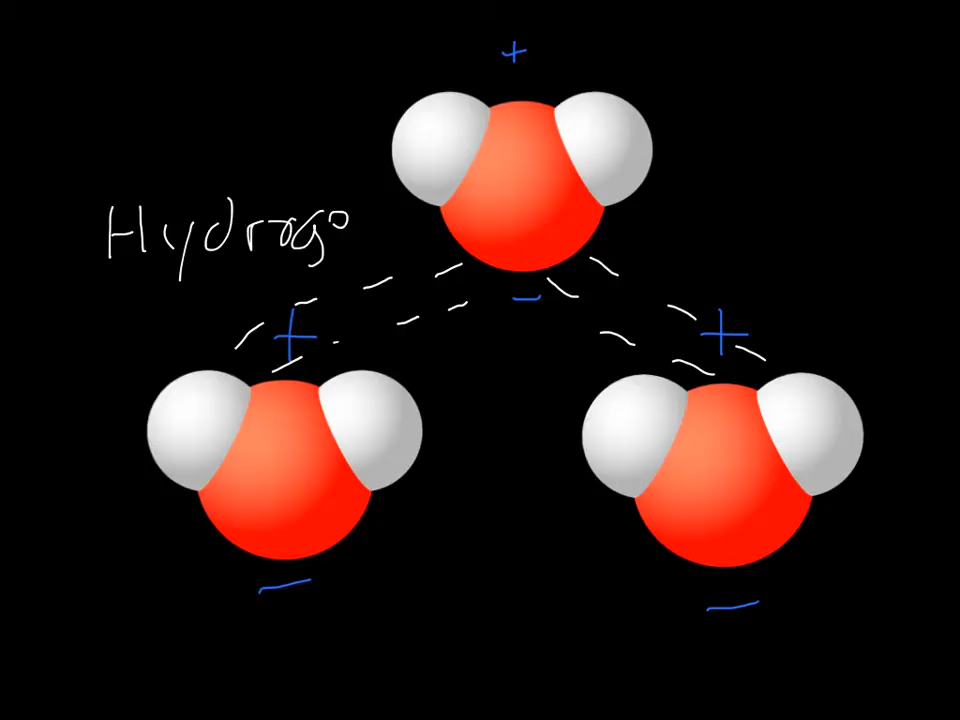 +
Hydrogo
-
+ +
- -